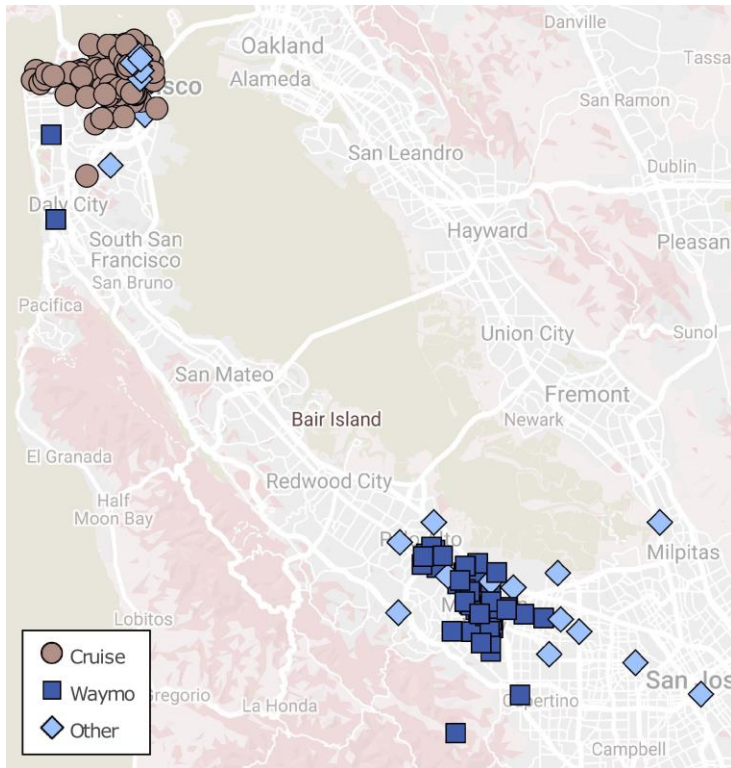 Danville
Oakland
Tassa
Alameda
sco
San Ramon
San Leandro
Dublin
Daly City
Hayward
Pleasan
South San
Francisco
San Bruno
Pacifica
Union City
Sunol
San Mateo
Fremont
Bair Island
Newark
El Granada
Redwood City
Half
Moon Bay
Milpitas
Lobitos
Cruise
Waymo
Other
San Jos
Gregorio
La Honda
Campbell